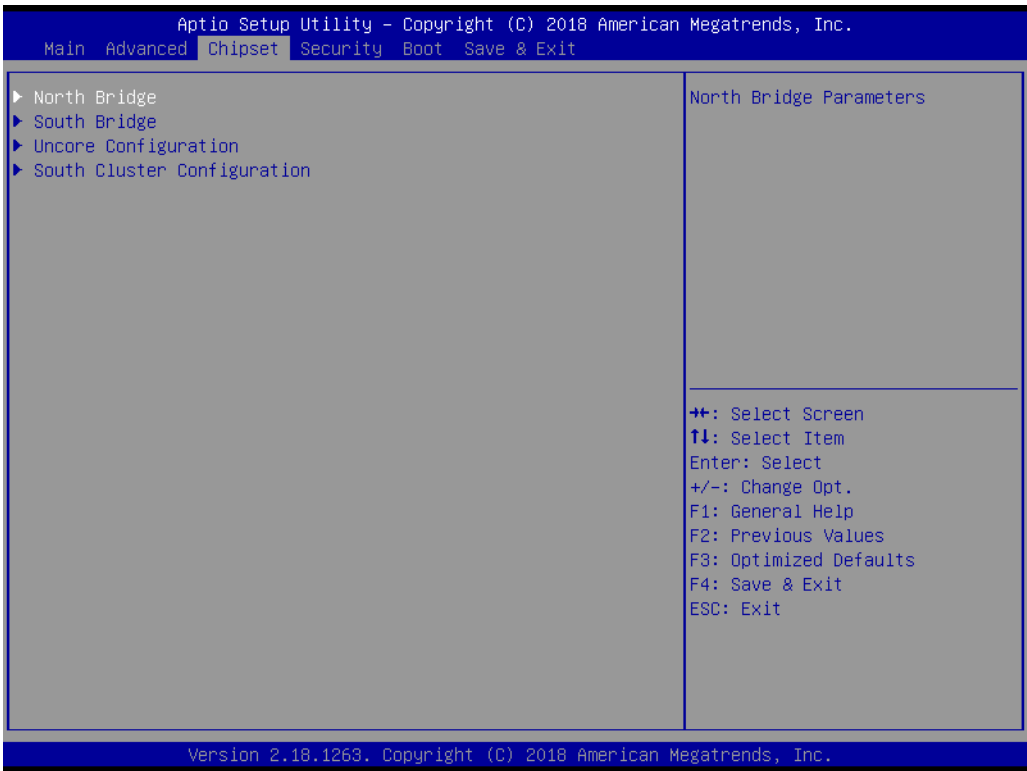 Aptio Setup Utility – Copyright (C) 2018 American Megatrends, Inc.
Main Advanced Chipset Security Boot Save & Exit
North Bridge
South Bridge
Uncore Configuration
South Cluster Configuration
North Bridge Parameters
→←: Select Screen
↑↓: Select Item
Enter: Select
+/-: Change Opt.
F1: General Help
F2: Previous Values
F3: Optimized Defaults
F4: Save & Exit
ESC: Exit
Version 2.18.1263. Copyright (C) 2018 American Megatrends, Inc.